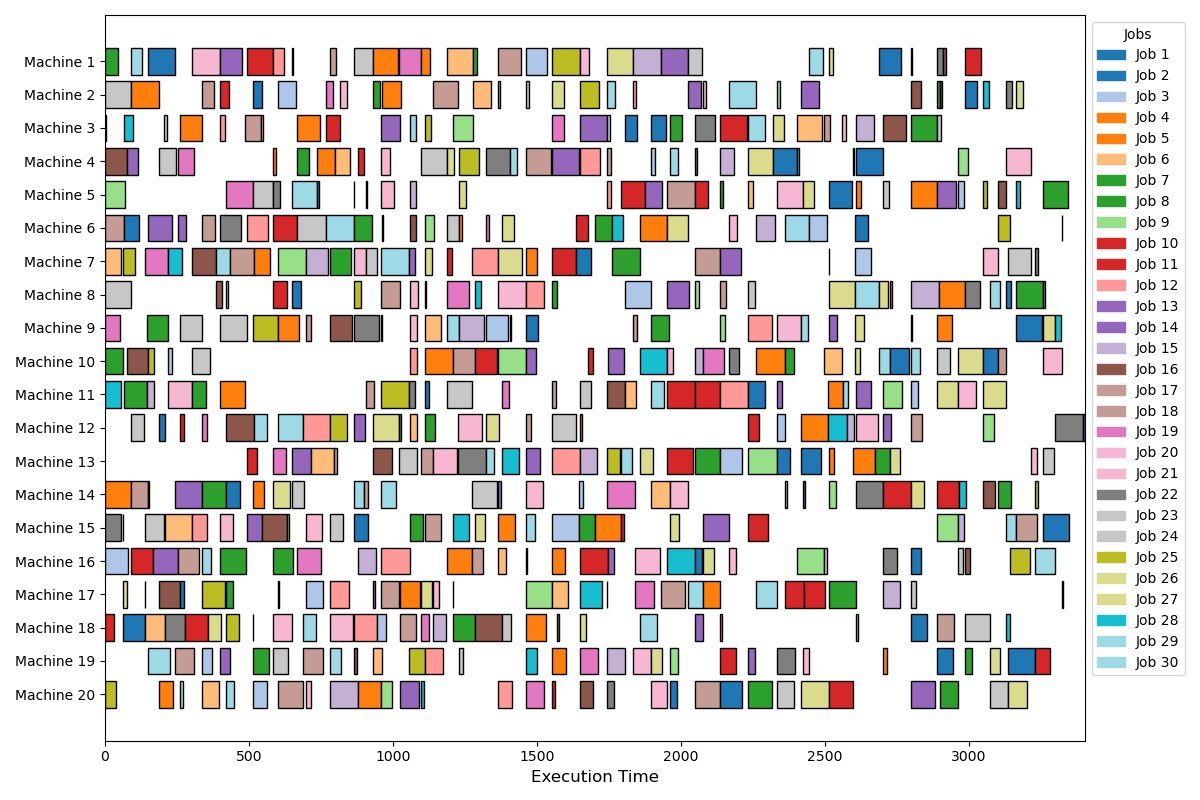 Machine 1
Machine 2
Machine 3
Machine 4
Machine 5
Machine 6
Machine 7
Machine 8
Machine 9
Machine 10
Machine 11
Machine 12
Machine 13
Machine 14
Machine 15
Machine 16
Machine 17
Machine 18
Machine 19
Machine 20
0 500 1000 1500 2000 2500 3000
Execution Time
Jobs
Job 1
Job 2
Job 3
Job 4
Job 5
Job 6
Job 7
Job 8
Job 9
Job 10
Job 11
Job 12
Job 13
Job 14
Job 15
Job 16
Job 17
Job 18
Job 19
Job 20
Job 21
Job 22
Job 23
Job 24
Job 25
Job 26
Job 27
Job 28
Job 29
Job 30